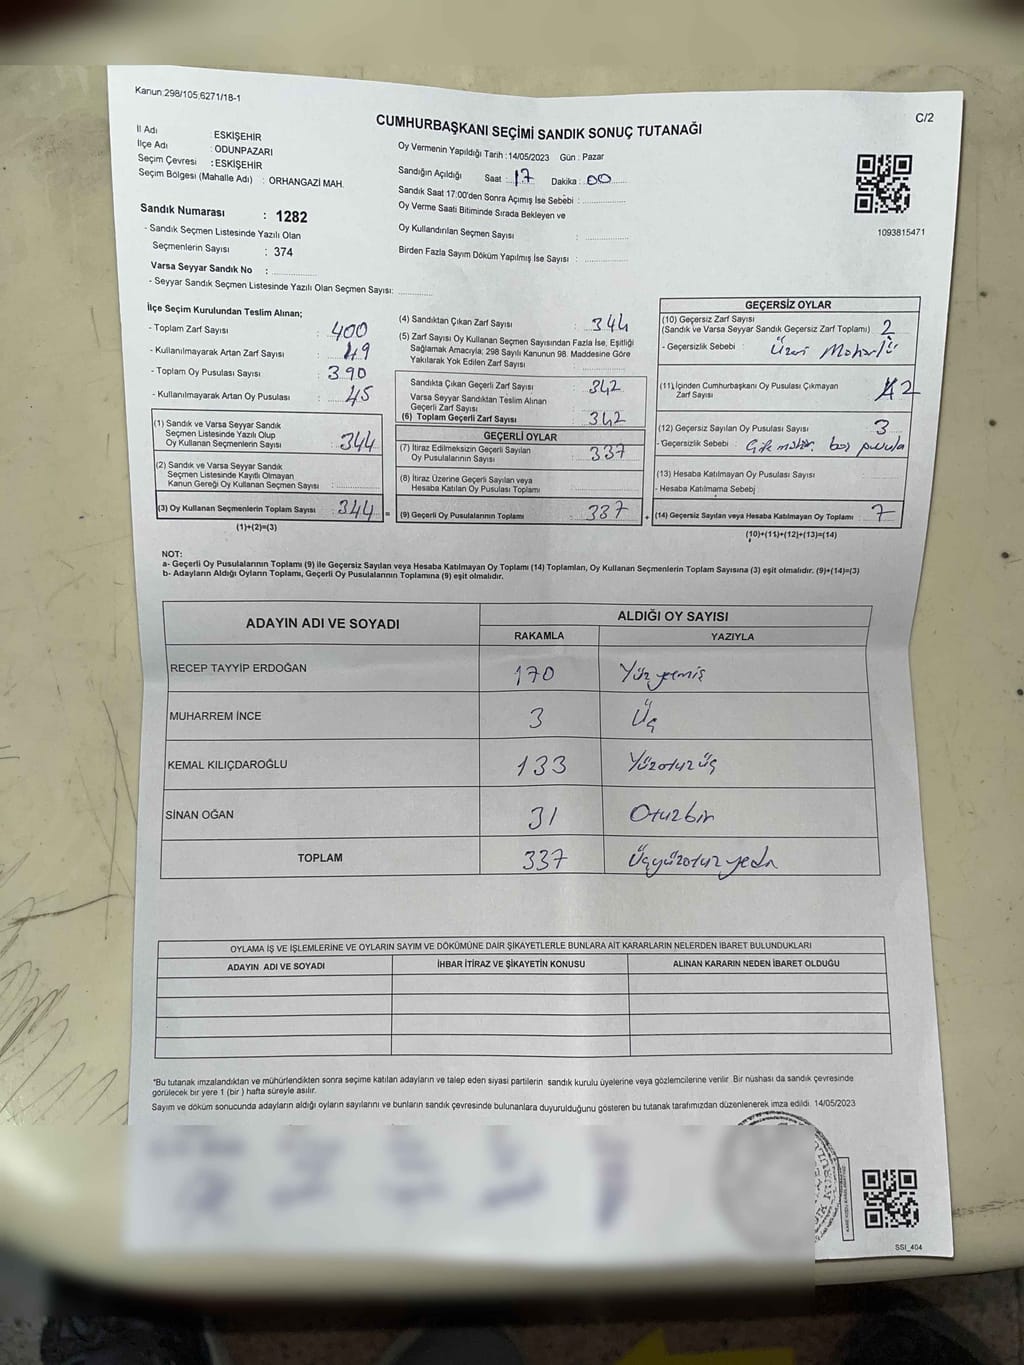 Kanun:298/105,6271/18-1
C/2
CUMHURBAŞKANI SEÇİMİ SANDIK SONUÇ TUTANAĞI
İl Adı : ESKİŞEHİR
İlçe Adı : ODUNPAZARI
Seçim Çevresi : ESKİŞEHİR
Seçim Bölgesi (Mahalle Adı) : ORHANGAZİ MAH.
Sandık Numarası : 1282
- Sandık Seçmen Listesinde Yazılı Olan
Seçmenlerin Sayısı : 374
Varsa Seyyar Sandık No :
- Seyyar Sandık Seçmen Listesinde Yazılı Olan Seçmen Sayısı:
Oy Vermenin Yapıldığı Tarih :14/05/2023 Gün : Pazar
Sandığın Açıldığı Saat : 17 Dakika : 00
Sandık Saat 17:00'den Sonra Açılmış İse Sebebi :
Oy Verme Saati Bitiminde Sırada Bekleyen ve
Oy Kullandırılan Seçmen Sayısı :
Birden Fazla Sayım Döküm Yapılmış İse Sayısı :
1093815471
İlçe Seçim Kurulundan Teslim Alınan;
- Toplam Zarf Sayısı : 400
- Kullanılmayarak Artan Zarf Sayısı : 49
- Toplam Oy Pusulası Sayısı : 390
- Kullanılmayarak Artan Oy Pusulası : 45
(1) Sandık ve Varsa Seyyar Sandık
Seçmen Listesinde Yazılı Olup
Oy Kullanan Seçmenlerin Sayısı : 344
(2) Sandık ve Varsa Seyyar Sandık
Seçmen Listesinde Kayıtlı Olmayan
Kanun Gereği Oy Kullanan Seçmen Sayısı :
(3) Oy Kullanan Seçmenlerin Toplam Sayısı : 344 =
(1)+(2)=(3)
(4) Sandıktan Çıkan Zarf Sayısı : 344
(5) Zarf Sayısı Oy Kullanan Seçmen Sayısından Fazla İse, Eşitliği
Sağlamak Amacıyla; 298 Sayılı Kanunun 98. Maddesine Göre
Yakılarak Yok Edilen Zarf Sayısı :
Sandıkta Çıkan Geçerli Zarf Sayısı : 342
Varsa Seyyar Sandıktan Teslim Alınan
Geçerli Zarf Sayısı :
(6) Toplam Geçerli Zarf Sayısı : 342
GEÇERLİ OYLAR
(7) İtiraz Edilmeksizin Geçerli Sayılan
Oy Pusulalarının Sayısı : 337
(8) İtiraz Üzerine Geçerli Sayılan veya
Hesaba Katılan Oy Pusulası Toplamı :
(9) Geçerli Oy Pusulalarının Toplamı : 337 +
GEÇERSİZ OYLAR
(10) Geçersiz Zarf Sayısı
(Sandık ve Varsa Seyyar Sandık Geçersiz Zarf Toplamı) : 2
- Geçersizlik Sebebi : Üzeri Mühürlü
(11) İçinden Cumhurbaşkanı Oy Pusulası Çıkmayan
Zarf Sayısı : 2
(12) Geçersiz Sayılan Oy Pusulası Sayısı : 3
- Geçersizlik Sebebi : Çift mühür, boş pusula
(13) Hesaba Katılmayan Oy Pusulası Sayısı :
- Hesaba Katılmama Sebebi
(14) Geçersiz Sayılan veya Hesaba Katılmayan Oy Toplamı : 7
(10)+(11)+(12)+(13)=(14)
NOT:
a- Geçerli Oy Pusulalarının Toplamı (9) ile Geçersiz Sayılan veya Hesaba Katılmayan Oy Toplamı (14) Toplamları, Oy Kullanan Seçmenlerin Toplam Sayısına (3) eşit olmalıdır. (9)+(14)=(3)
b- Adayların Aldığı Oyların Toplamı, Geçerli Oy Pusulalarının Toplamına (9) eşit olmalıdır.
ADAYIN ADI VE SOYADI ALDIĞI OY SAYISI
RAKAMLA YAZIYLA
RECEP TAYYİP ERDOĞAN 170 Yüzyetmiş
MUHARREM İNCE 3 Üç
KEMAL KILIÇDAROĞLU 133 Yüzotuzüç
SİNAN OĞAN 31 Otuzbir
TOPLAM 337 Üçyüzotuzyedi
OYLAMA İŞ VE İŞLEMLERİNE VE OYLARIN SAYIM VE DÖKÜMÜNE DAİR ŞİKAYETLERLE BUNLARA AİT KARARLARIN NELERDEN İBARET BULUNDUKLARI
ADAYIN ADI VE SOYADI İHBAR İTİRAZ VE ŞİKAYETİN KONUSU ALINAN KARARIN NEDEN İBARET OLDUĞU
*Bu tutanak imzalandıktan ve mühürlendikten sonra seçime katılan adayların ve talep eden siyasi partilerin sandık kurulu üyelerine veya gözlemcilerine verilir. Bir nüshası da sandık çevresinde
görülecek bir yere 1 (bir) hafta süreyle asılır.
Sayım ve döküm sonucunda adayların aldığı oyların sayılarını ve bunların sandık çevresinde bulunanlara duyurulduğunu gösteren bu tutanak tarafımızdan düzenlenerek imza edildi. 14/05/2023
SSI_404